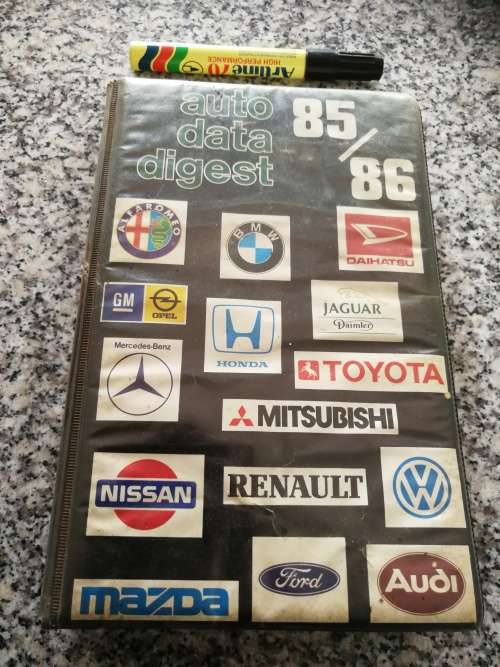 Artline 70
HIGH PERFORMANCE
auto
data
digest
85/86
ALFA ROMEO
BMW
DAIHATSU
GM
OPEL
HONDA
JAGUAR
Daimler
Mercedes-Benz
TOYOTA
MITSUBISHI
NISSAN
RENAULT
VW
mazda
Ford
Audi